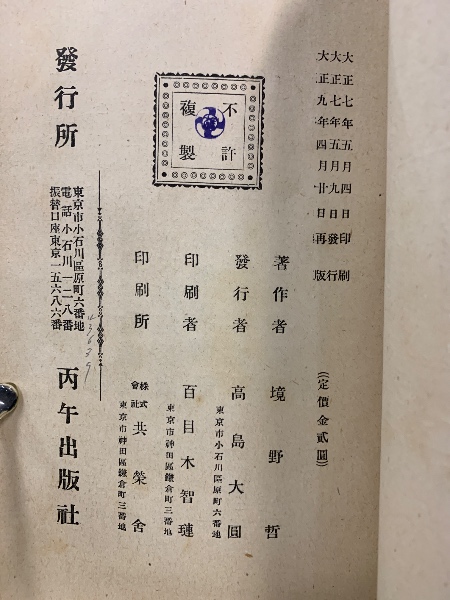 大正七年五月四日印刷
大正七年五月九日發行
大正九年四月廿日再版
（定價金貳圓）
不許
複製
著作者 境野哲
發行者 高島大圓
東京市小石川區原町六番地
印刷者 百目木智璉
東京市神田區鎌倉町三番地
印刷所 株式會社 共榮舍
東京市神田區鎌倉町三番地
發行所 丙午出版社
東京市小石川區原町六番地
電話小石川一二一八番
振替口座東京一五六八六番